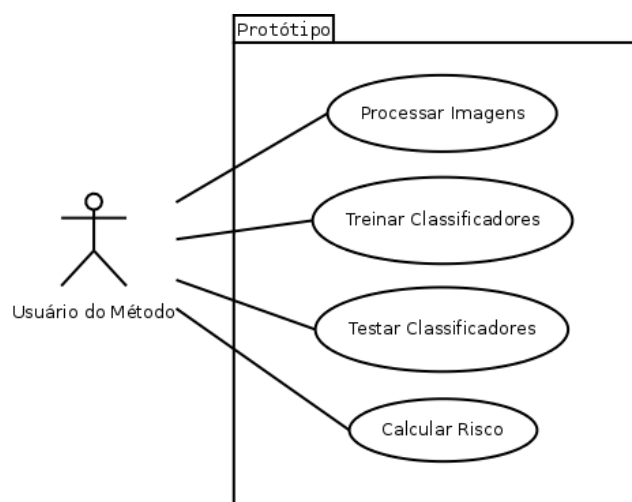 Protótipo
Processar Imagens
Treinar Classificadores
Usuário do Método
Testar Classificadores
Calcular Risco